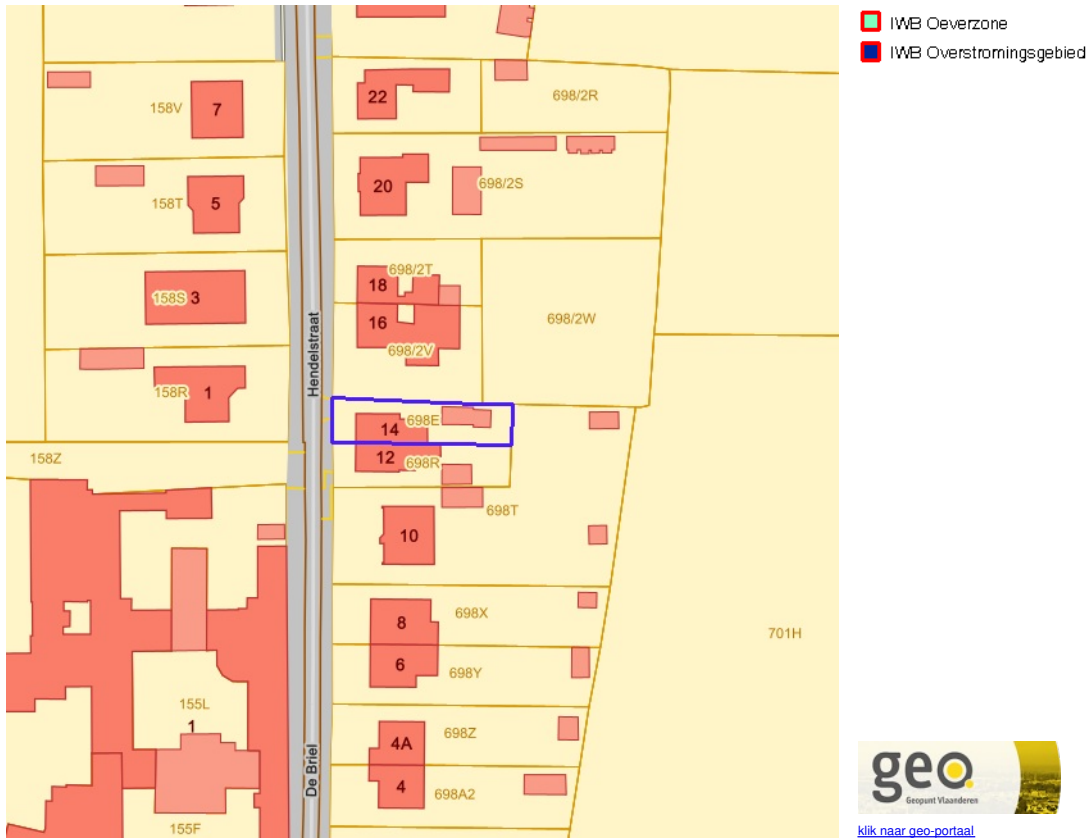 IWB Oeverzone
IWB Overstromingsgebied
22
698/2R
158V
7
20
698/2S
158T
5
698/2T
18
158S
3
16
698/2W
698/2V
Hendelstraat
158R
1
698E
14
12
698R
158Z
698T
10
8
698X
701H
6
698Y
155L
1
4A
698Z
De Briel
4
698A2
155F
geo.
Geopunt Vlaanderen
klik naar geo-portaal